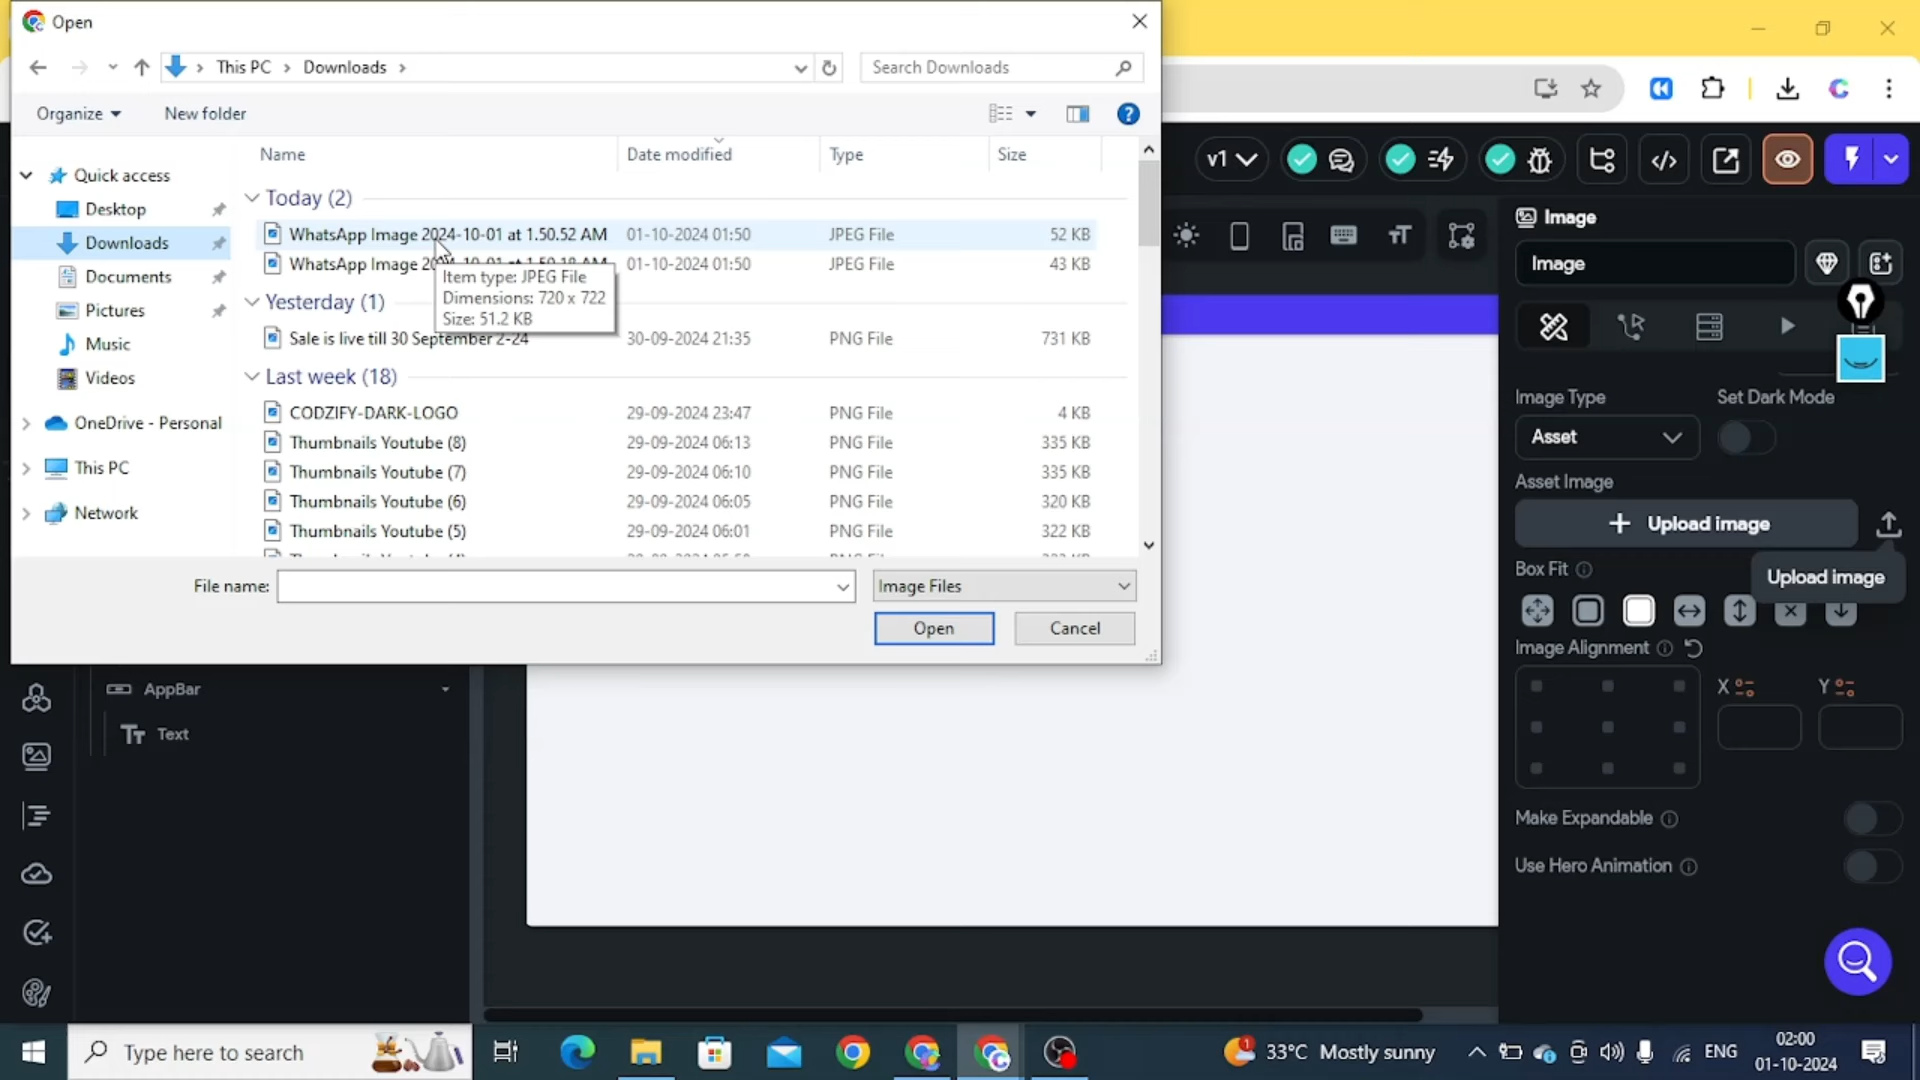 Open
This PC > Downloads >
Search Downloads
Organize
New folder
Name
Date modified
Type
Size
Quick access
Desktop
Downloads
Documents
Pictures
Music
Videos
OneDrive - Personal
This PC
Network
Today (2)
WhatsApp Image 2024-10-01 at 1.50.52 AM 01-10-2024 01:50 JPEG File 52 KB
WhatsApp Image 01-10-2024 01:50 JPEG File 43 KB
Item type: JPEG File
Dimensions: 720 x 722
Size: 51.2 KB
Yesterday (1)
Sale is live till 30 September 2-24 30-09-2024 21:35 PNG File 731 KB
Last week (18)
CODZIFY-DARK-LOGO 29-09-2024 23:47 PNG File 4 KB
Thumbnails Youtube (8) 29-09-2024 06:13 PNG File 335 KB
Thumbnails Youtube (7) 29-09-2024 06:10 PNG File 335 KB
Thumbnails Youtube (6) 29-09-2024 06:05 PNG File 320 KB
Thumbnails Youtube (5) 29-09-2024 06:01 PNG File 322 KB
File name:
Image Files
Open
Cancel
v1
Image
Image
Image Type
Set Dark Mode
Asset
Asset Image
+ Upload image
Box Fit
Upload image
Image Alignment
X
Y
Make Expandable
Use Hero Animation
AppBar
Tт Text
Type here to search
1
33°C Mostly sunny
ENG
02:00
01-10-2024